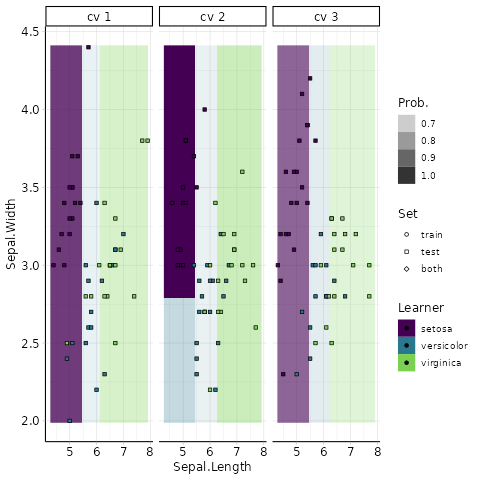 cv 1 cv 2 cv 3
4.5
4.0
3.5
3.0
2.5
2.0
Sepal.Width
5 6 7 8 5 6 7 8 5 6 7 8
Sepal.Length
Prob.
0.7
0.8
0.9
1.0
Set
train
test
both
Learner
setosa
versicolor
virginica